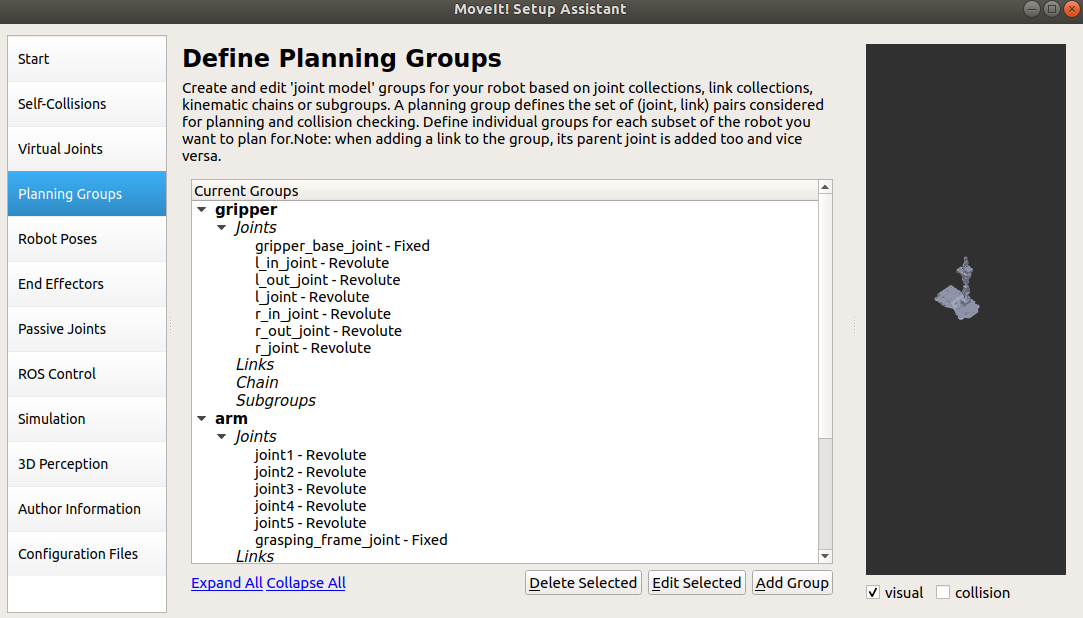 MoveIt! Setup Assistant
Start
Self-Collisions
Virtual Joints
Planning Groups
Robot Poses
End Effectors
Passive Joints
ROS Control
Simulation
3D Perception
Author Information
Configuration Files
Define Planning Groups
Create and edit 'joint model' groups for your robot based on joint collections, link collections,
kinematic chains or subgroups. A planning group defines the set of (joint, link) pairs considered
for planning and collision checking. Define individual groups for each subset of the robot you
want to plan for.Note: when adding a link to the group, its parent joint is added too and vice
versa.
Current Groups
gripper
Joints
gripper_base_joint - Fixed
l_in_joint - Revolute
l_out_joint - Revolute
l_joint - Revolute
r_in_joint - Revolute
r_out_joint - Revolute
r_joint - Revolute
Links
Chain
Subgroups
arm
Joints
joint1 - Revolute
joint2 - Revolute
joint3 - Revolute
joint4 - Revolute
joint5 - Revolute
grasping_frame_joint - Fixed
Links
Expand All Collapse All
Delete Selected
Edit Selected
Add Group
visual
collision